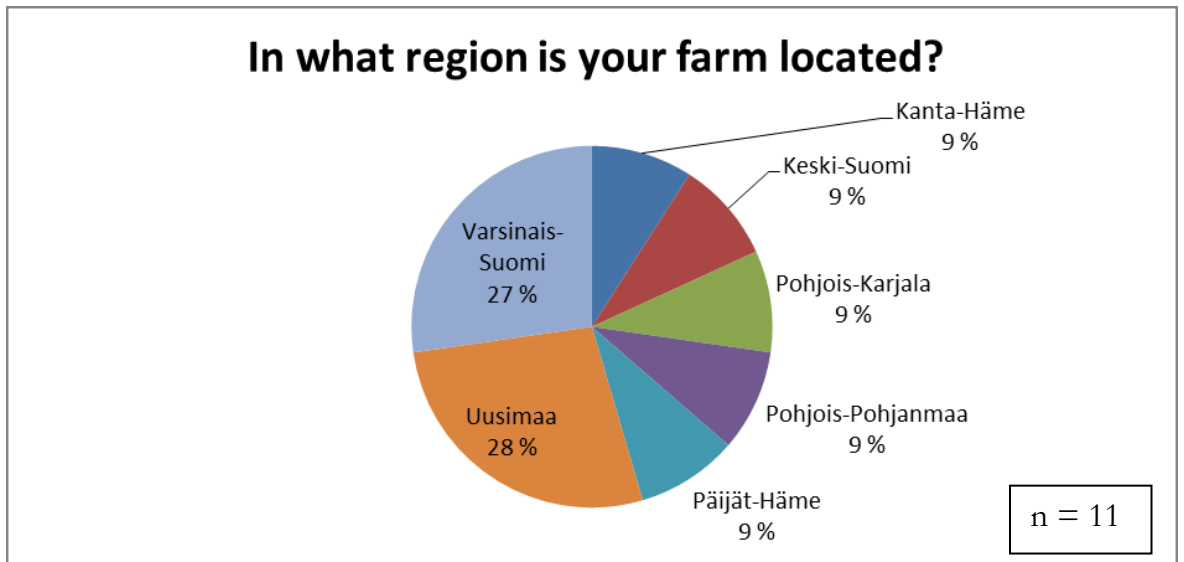 In what region is your farm located?
Kanta-Häme
9 %
Keski-Suomi
9 %
Pohjois-Karjala
9 %
Pohjois-Pohjanmaa
9 %
Päijät-Häme
9 %
Uusimaa
28 %
Varsinais-
Suomi
27 %
n = 11